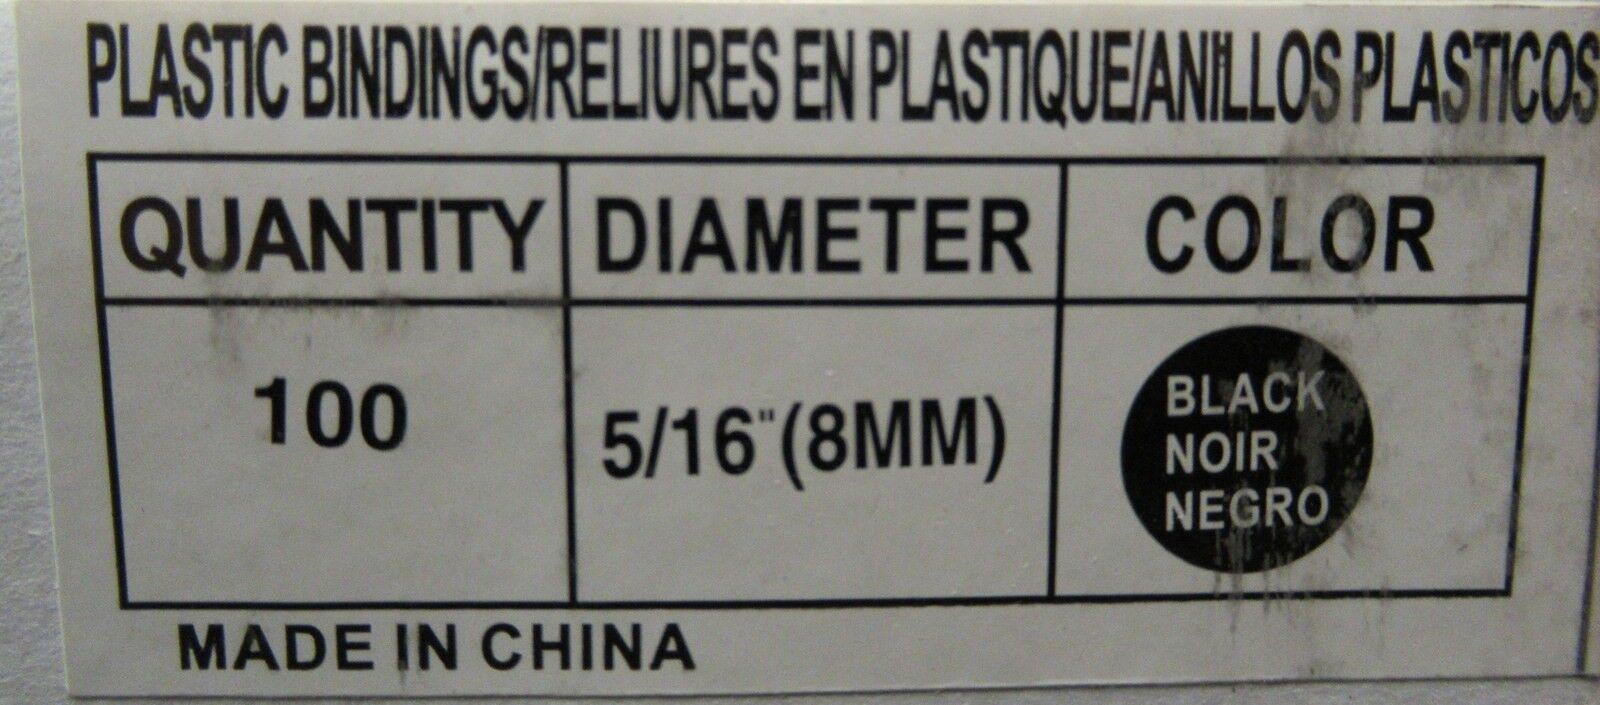 PLASTIC BINDINGS/RELIURES EN PLASTIQUE/ANILLOS PLASTICOS
QUANTITY DIAMETER COLOR
100 5/16"(8MM) BLACK
NOIR
NEGRO
MADE IN CHINA